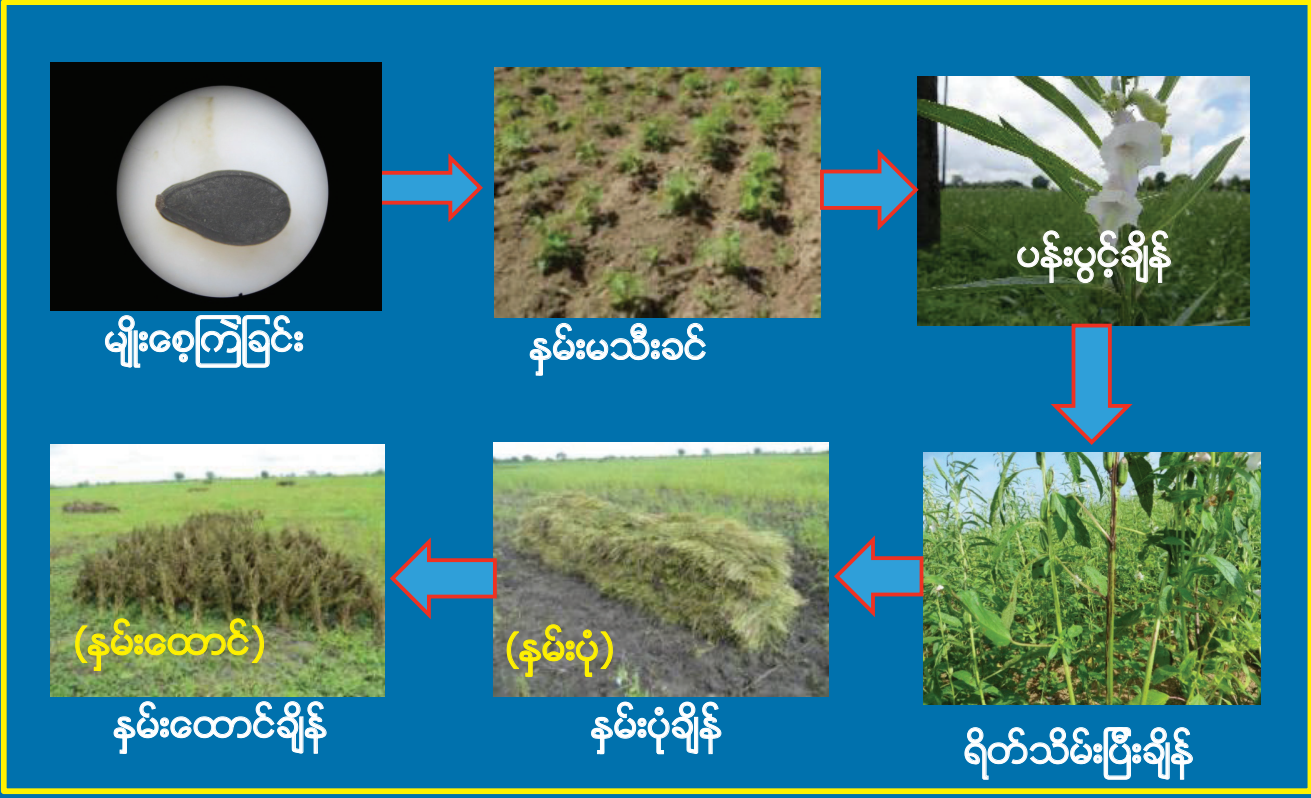 မျိုးစေ့ကြဲခြင်း
နှမ်းမသီးခင်
ပန်းပွင့်ချိန်
ရိတ်သိမ်းပြီးချိန်
(နှမ်းပုံ)
နှမ်းပုံချိန်
(နှမ်းထောင်)
နှမ်းထောင်ချိန်